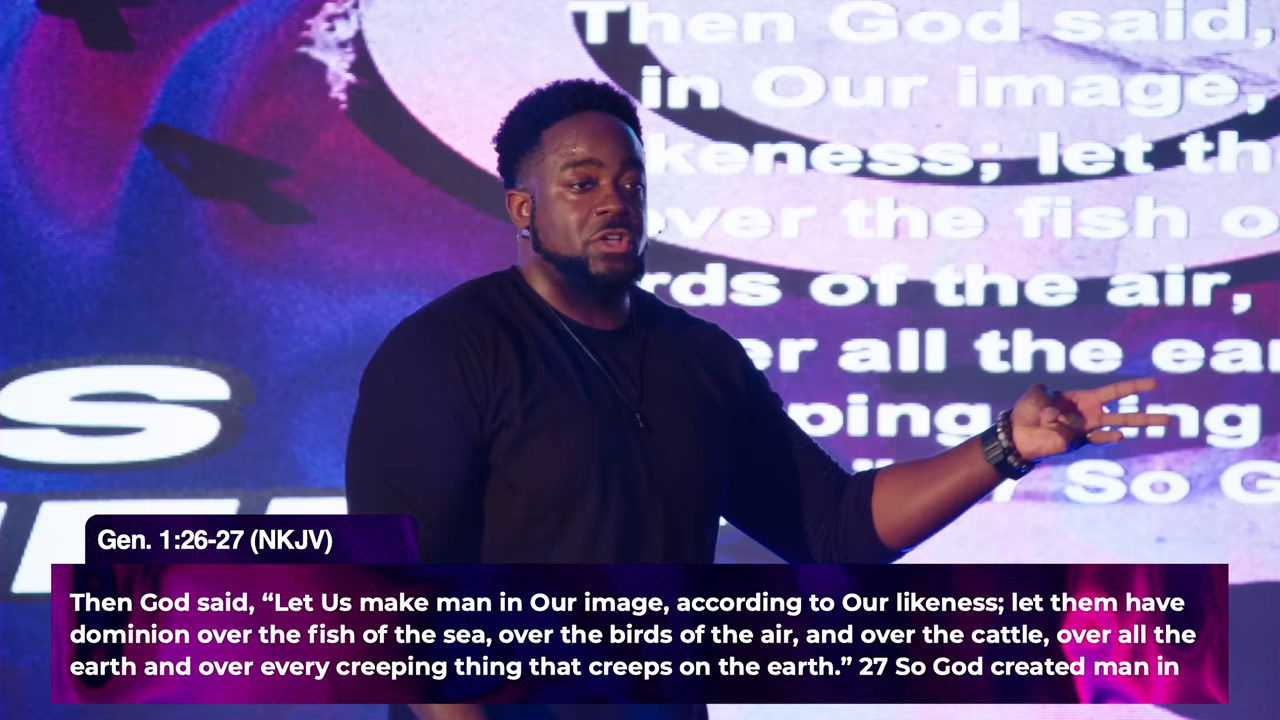 Then God said,
in Our image,
keness; let th
over the fish o
rds of the air,
er all the ear
ping thing
So G
S
Gen. 1:26-27 (NKJV)
Then God said, “Let Us make man in Our image, according to Our likeness; let them have
dominion over the fish of the sea, over the birds of the air, and over the cattle, over all the
earth and over every creeping thing that creeps on the earth.” 27 So God created man in